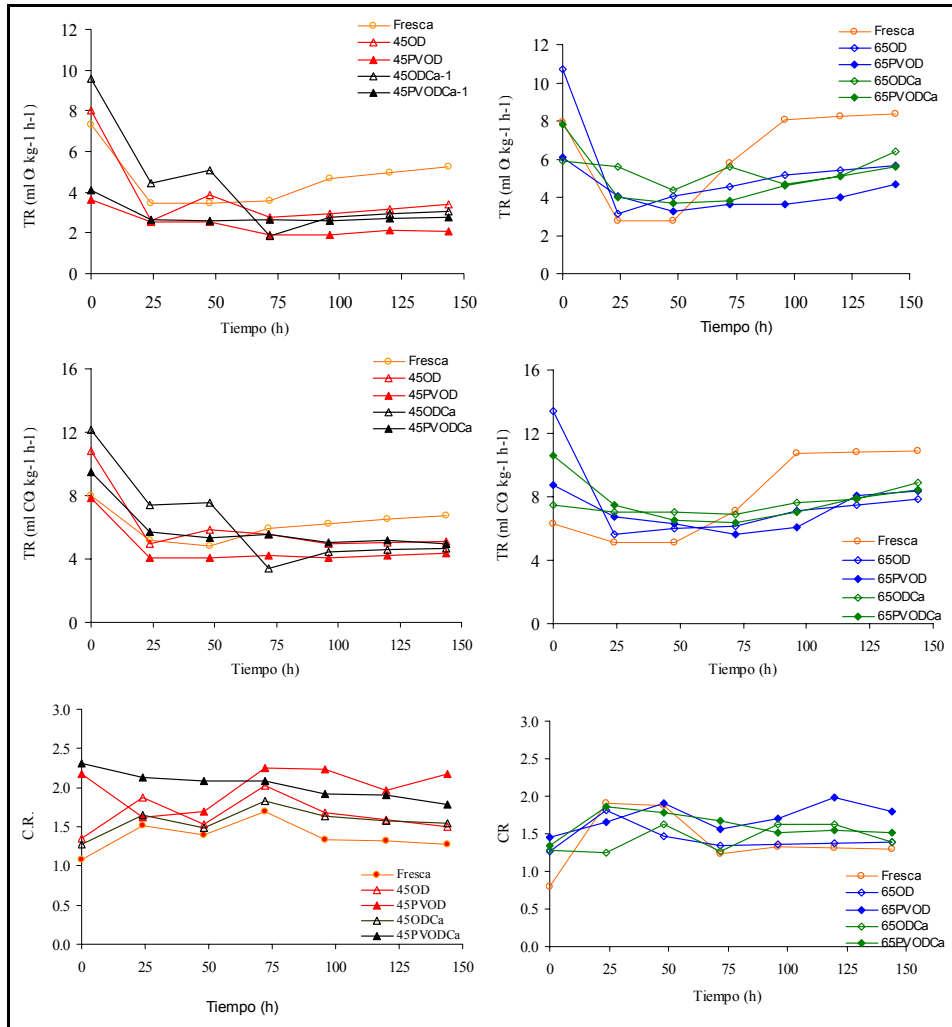 Fresca
45OD
45PVOD
45ODCa-1
45PVODCa-1
12
10
8
6
4
2
0
TR (ml O kg-1 h-1)
0 25 50 75 100 125 150
Tiempo (h)
Fresca
65OD
65PVOD
65ODCa
65PVODCa
12
10
8
6
4
2
0
TR (ml O kg-1 h-1)
0 25 50 75 100 125 150
Tiempo (h)
Fresca
45OD
45PVOD
45ODCa
45PVODCa
16
12
8
4
0
TR (ml CO kg-1 h-1)
0 25 50 75 100 125 150
Tiempo (h)
16
12
8
4
0
TR (ml CO kg-1 h-1)
Fresca
65OD
65PVOD
65ODCa
65PVODCa
0 25 50 75 100 125 150
Tiempo (h)
3.0
2.5
2.0
1.5
1.0
0.5
0.0
C.R.
Fresca
45OD
45PVOD
45ODCa
45PVODCa
0 25 50 75 100 125 150
Tiempo (h)
3.0
2.5
2.0
1.5
1.0
0.5
0.0
CR
Fresca
65OD
65PVOD
65ODCa
65PVODCa
0 25 50 75 100 125 150
Tiempo (h)